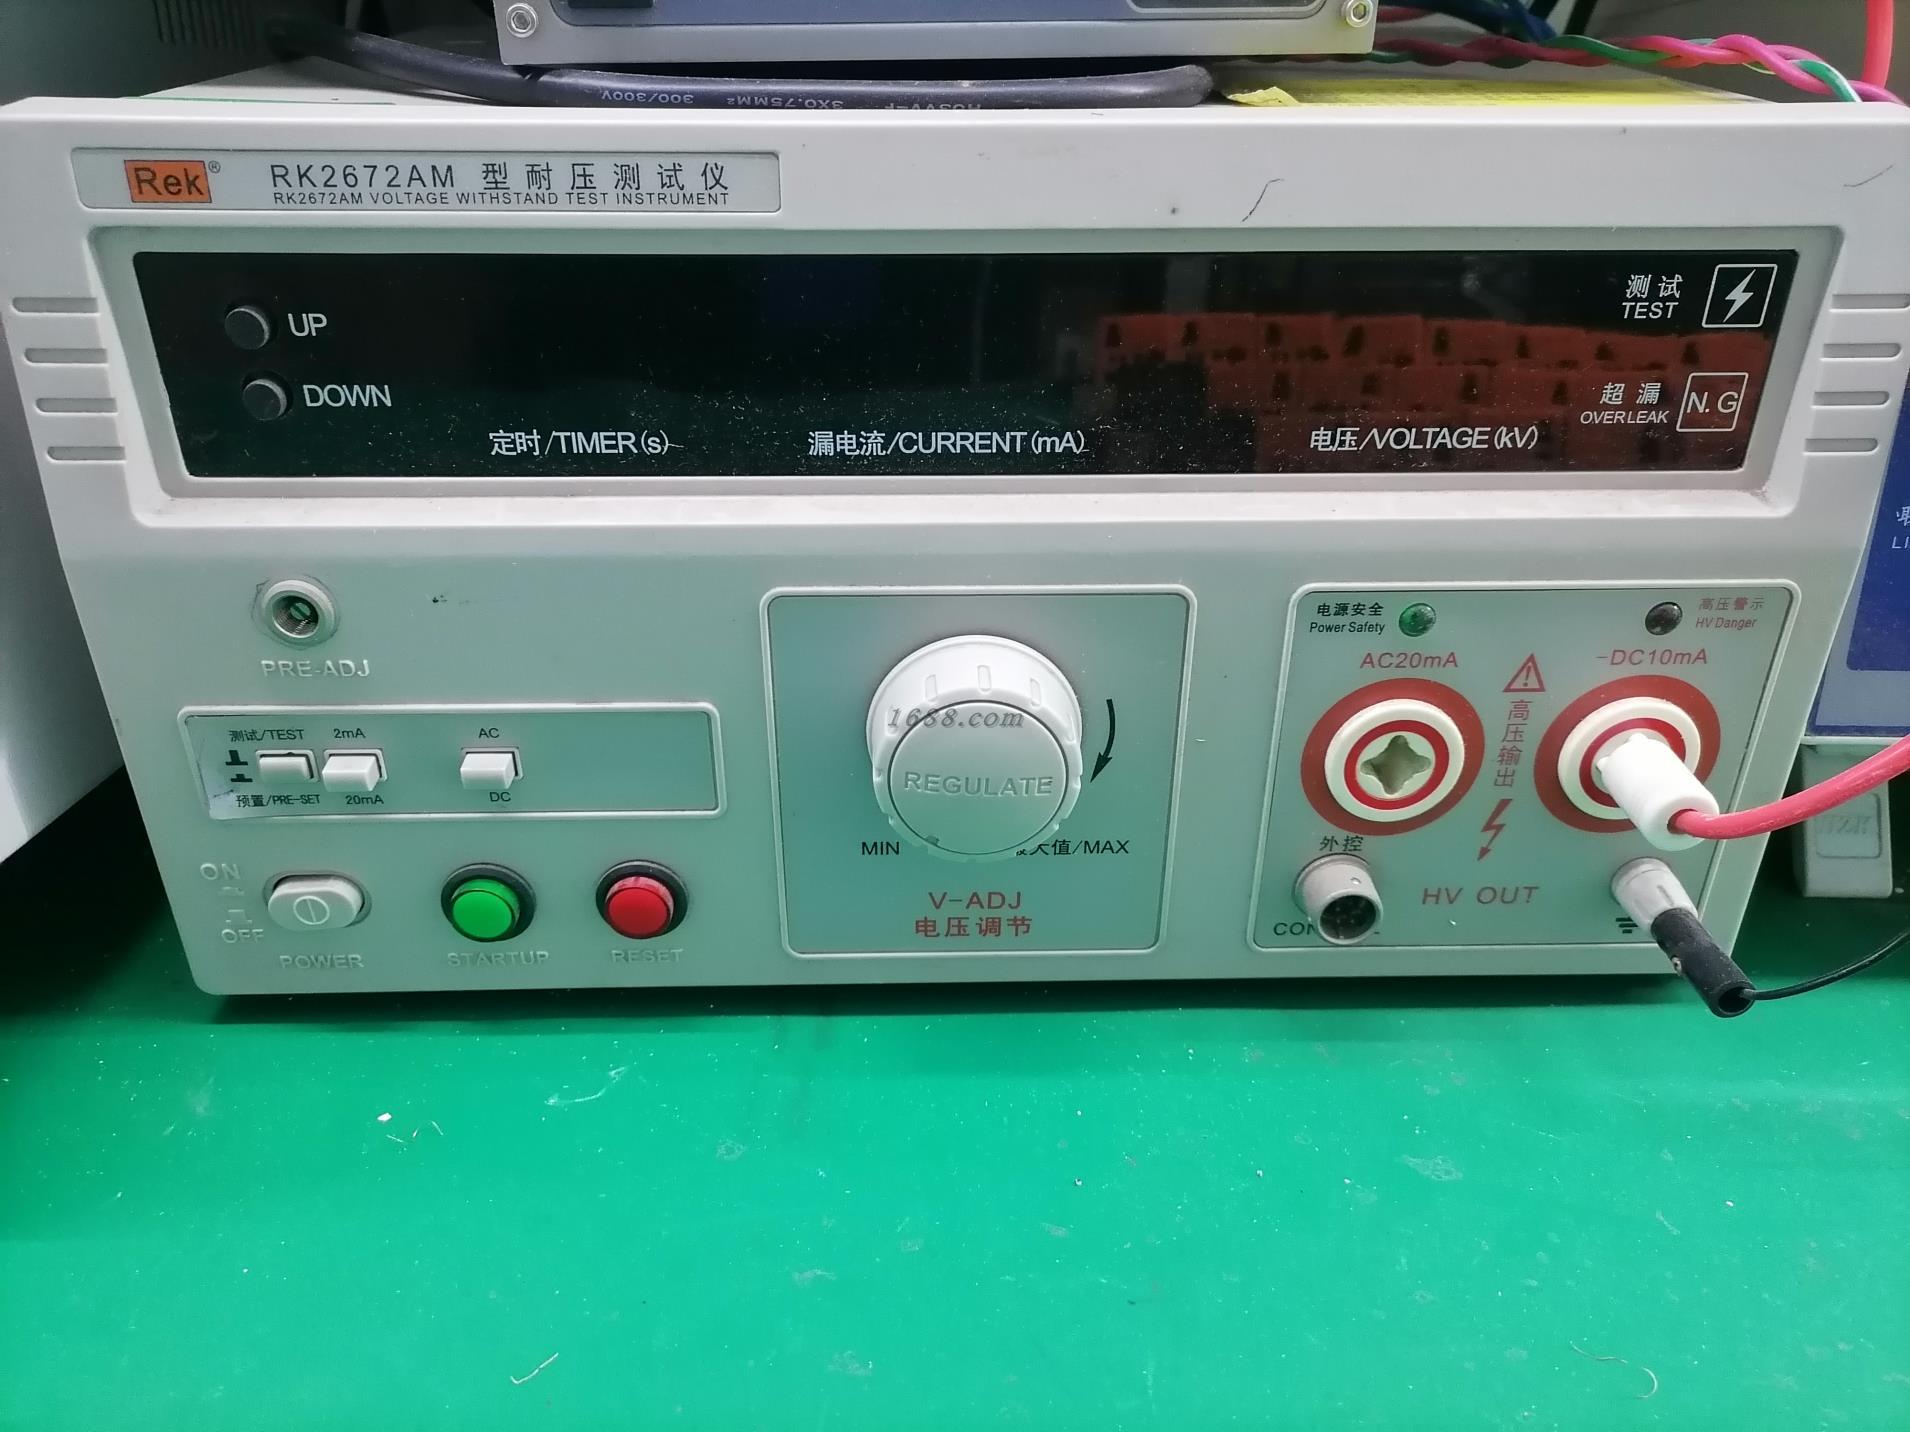 3X0.75MM² 300/300V
Rek®
RK2672AM 型耐压测试仪
RK2672AM VOLTAGE WITHSTAND TEST INSTRUMENT
UP
DOWN
定时/TIMER(s)
漏电流/CURRENT(mA)
电压/VOLTAGE(kV)
测试
TEST
超漏
OVERLEAK
N.G
PRE-ADJ
测试/TEST
2mA
AC
预置/PRE-SET
20mA
DC
ON
OFF
POWER
STARTUP
RESET
1688.com
REGULATE
MIN
大值/MAX
V-ADJ
电压调节
电源安全
Power Safety
高压警示
HV Danger
AC20mA
-DC10mA
高压输出
外控
HV OUT